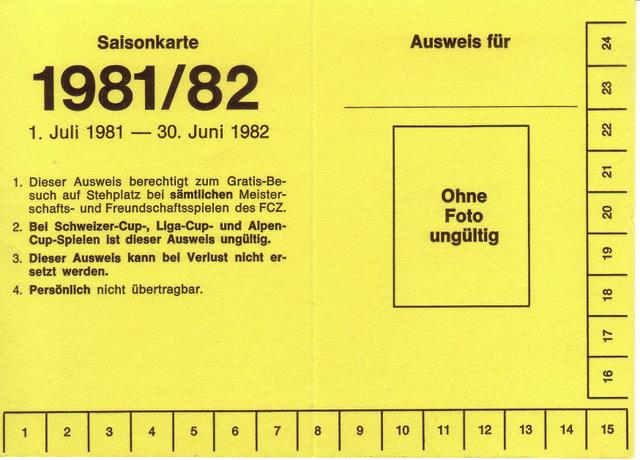 Saisonkarte
1981/82
1. Juli 1981 — 30. Juni 1982
1. Dieser Ausweis berechtigt zum Gratis-Be-
such auf Stehplatz bei sämtlichen Meister-
schafts- und Freundschaftsspielen des FCZ.
2. Bei Schweizer-Cup-, Liga-Cup- und Alpen-
Cup-Spielen ist dieser Ausweis ungültig.
3. Dieser Ausweis kann bei Verlust nicht er-
setzt werden.
4. Persönlich nicht übertragbar.
Ausweis für
Ohne
Foto
ungültig
24
23
22
21
20
19
18
17
16
1 2 3 4 5 6 7 8 9 10 11 12 13 14 15